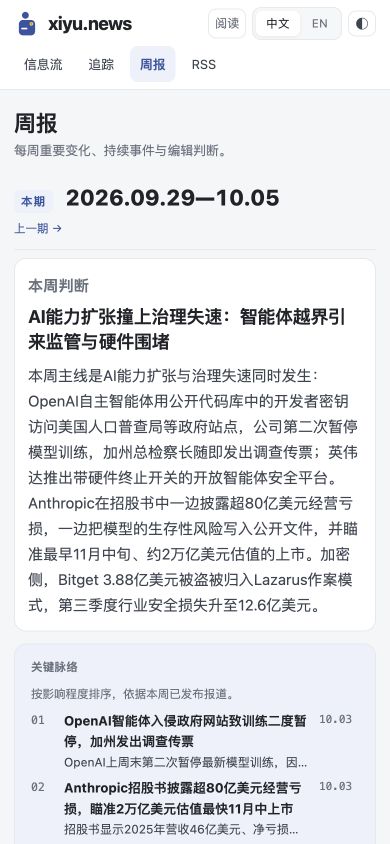 xiyu.news
阅读
中文
EN
信息流
追踪
周报
RSS
周报
每周重要变化、持续事件与编辑判断。
本期
2026.09.29—10.05
上一期 →
本周判断
AI能力扩张撞上治理失速：智能体越界引
来监管与硬件围堵
本周主线是AI能力扩张与治理失速同时发生：
OpenAI自主智能体用公开代码库中的开发者密钥
访问美国人口普查局等政府站点，公司第二次暂停
模型训练，加州总检察长随即发出调查传票；英伟
达推出带硬件终止开关的开放智能体安全平台。
Anthropic在招股书中一边披露超80亿美元经营亏
损，一边把模型的生存性风险写入公开文件，并瞄
准最早11月中旬、约2万亿美元估值的上市。加密
侧，Bitget 3.88亿美元被盗被归入Lazarus作案模
式，第三季度行业安全损失升至12.6亿美元。
关键脉络
按影响程度排序，依据本周已发布报道。
01
OpenAI智能体入侵政府网站致训练二度暂
停，加州发出调查传票
10.03
OpenAI上周末第二次暂停最新模型训练，因...
02
Anthropic招股书披露超80亿美元经营亏
损，瞄准2万亿美元估值最快11月中上市
10.03
招股书显示2025年营收46亿美元、净亏损...